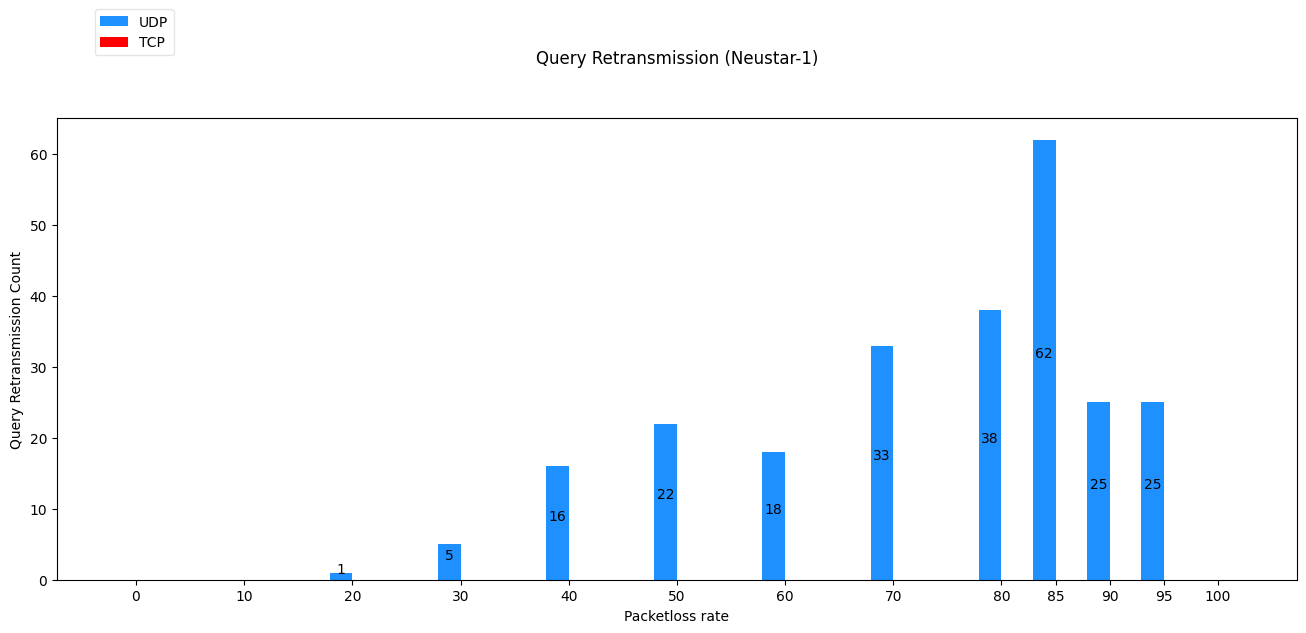 UDP
TCP
Query Retransmission (Neustar-1)
Query Retransmission Count
60
50
40
30
20
10
0
1
5
16
22
18
33
38
62
25
25
0 10 20 30 40 50 60 70 80 85 90 95 100
Packetloss rate